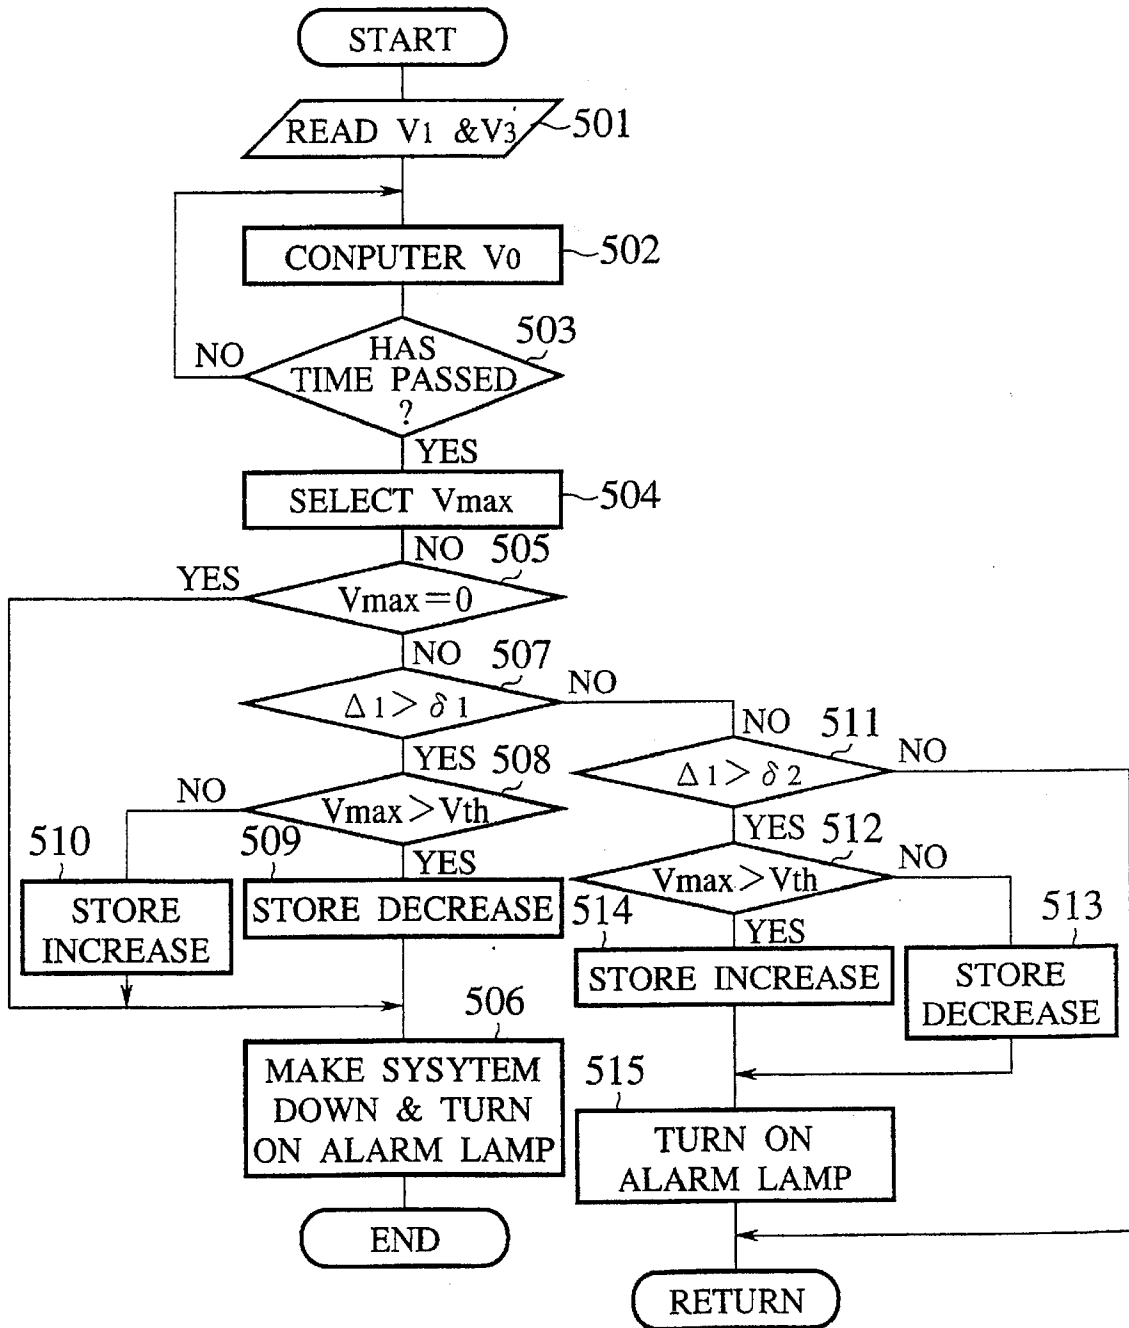 START
READ V1 &V3
501
CONPUTER V0
502
HAS
TIME PASSED
?
503
NO
YES
SELECT Vmax
504
NO
505
YES
Vmax=0
NO
507
NO
Δ1>δ1
NO
511
NO
YES
508
Δ1>δ2
NO
Vmax>Vth
YES
512
510
509
YES
NO
Vmax>Vth
STORE
INCREASE
STORE DECREASE
514
YES
513
STORE INCREASE
STORE
DECREASE
506
MAKE SYSYTEM
DOWN & TURN
ON ALARM LAMP
515
TURN ON
ALARM LAMP
END
RETURN